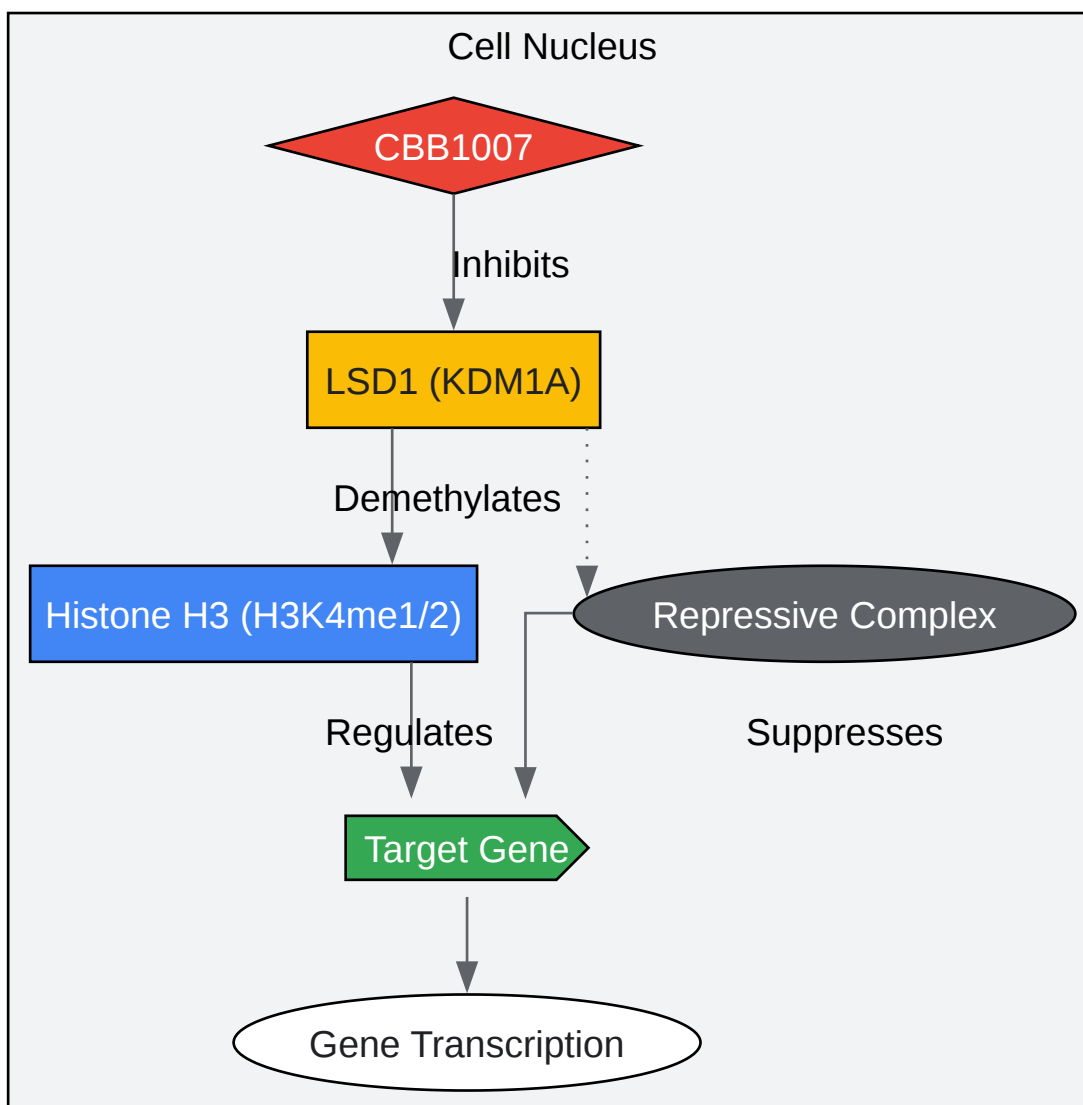 Cell Nucleus
CBB1007
Inhibits
LSD1 (KDM1A)
Demethylates
Histone H3 (H3K4me1/2)
Repressive Complex
Regulates
Suppresses
Target Gene
Gene Transcription